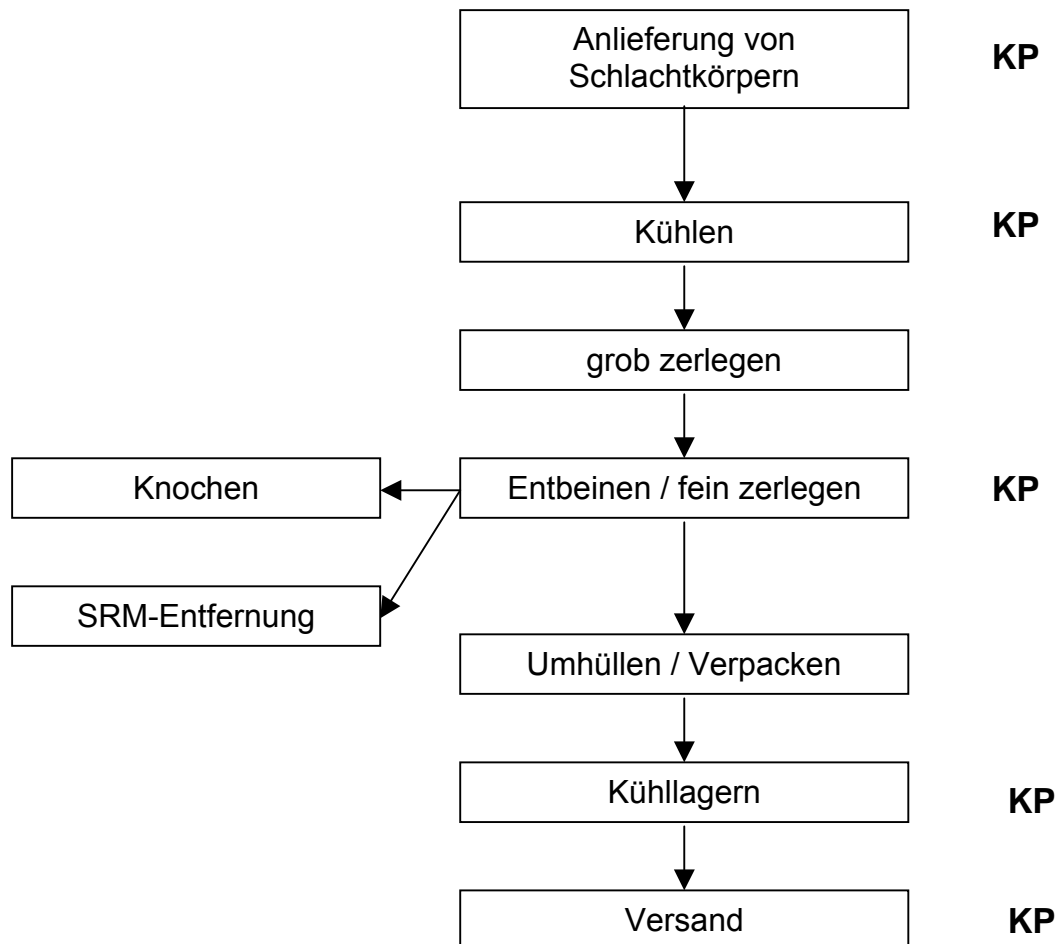 Anlieferung von
Schlachtkörpern
KP
Kühlen
KP
grob zerlegen
Knochen
Entbeinen / fein zerlegen
KP
SRM-Entfernung
Umhüllen / Verpacken
Kühllagern
KP
Versand
KP